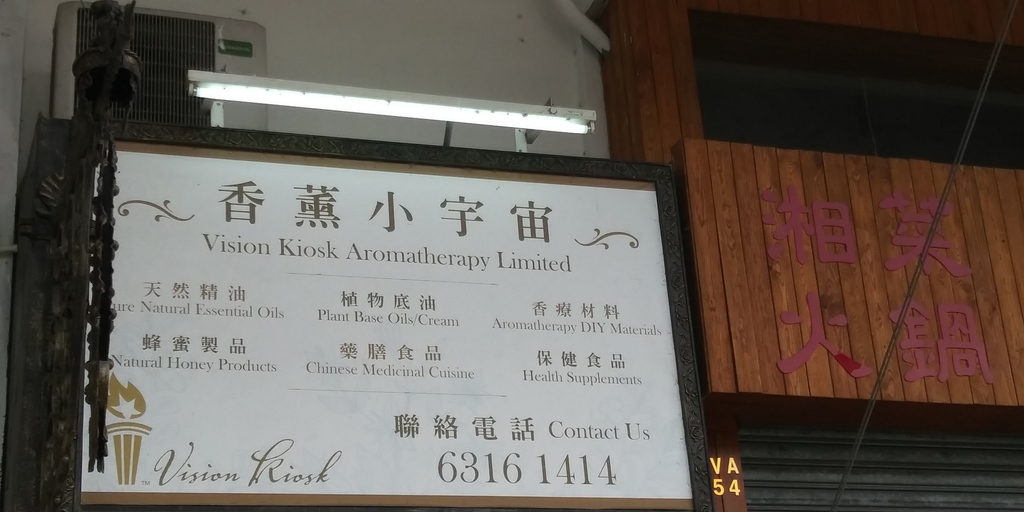 香薰小宇宙
Vision Kiosk Aromatherapy Limited
天然精油
ure Natural Essential Oils
植物底油
Plant Base Oils/Cream
香療材料
Aromatherapy DIY Materials
蜂蜜製品
Natural Honey Products
藥膳食品
Chinese Medicinal Cuisine
保健食品
Health Supplements
聯絡電話 Contact Us
6316 1414
Vision Kiosk
TM
湘菜
火鍋
VA
54